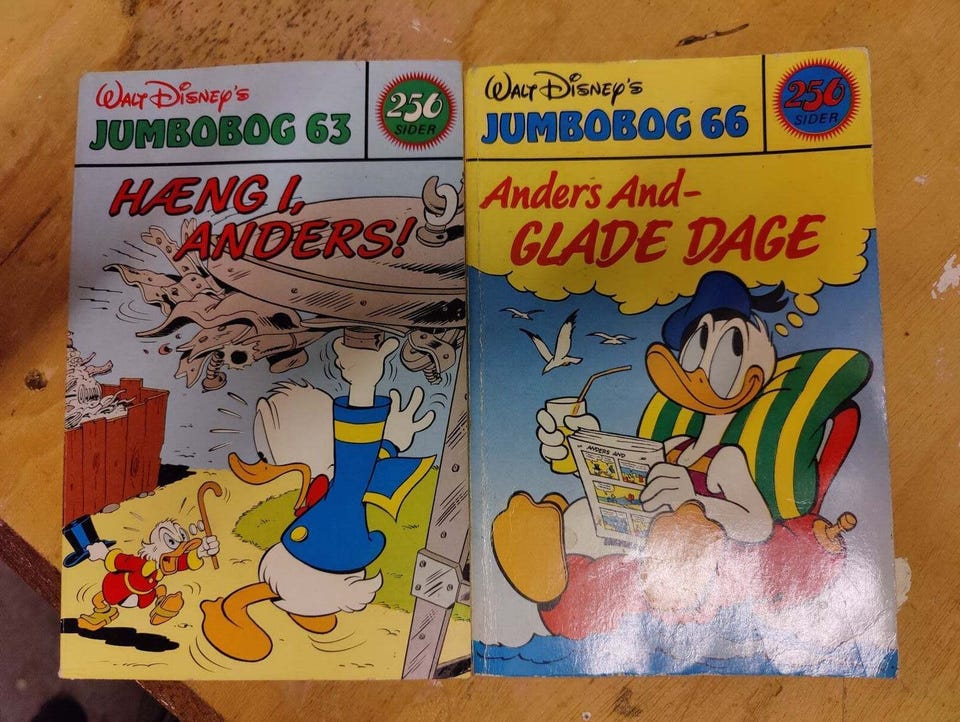 WALT DISNEY'S
JUMBOBOG 63
256
SIDER
HÆNG I,
ANDERS!
WALT DISNEY'S
JUMBOBOG 66
256
SIDER
Anders And-
GLADE DAGE
ANDERS AND